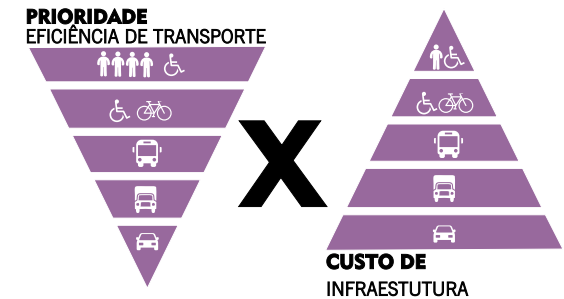 PRIORIDADE
EFICIÊNCIA DE TRANSPORTE
X
CUSTO DE
INFRAESTUTURA